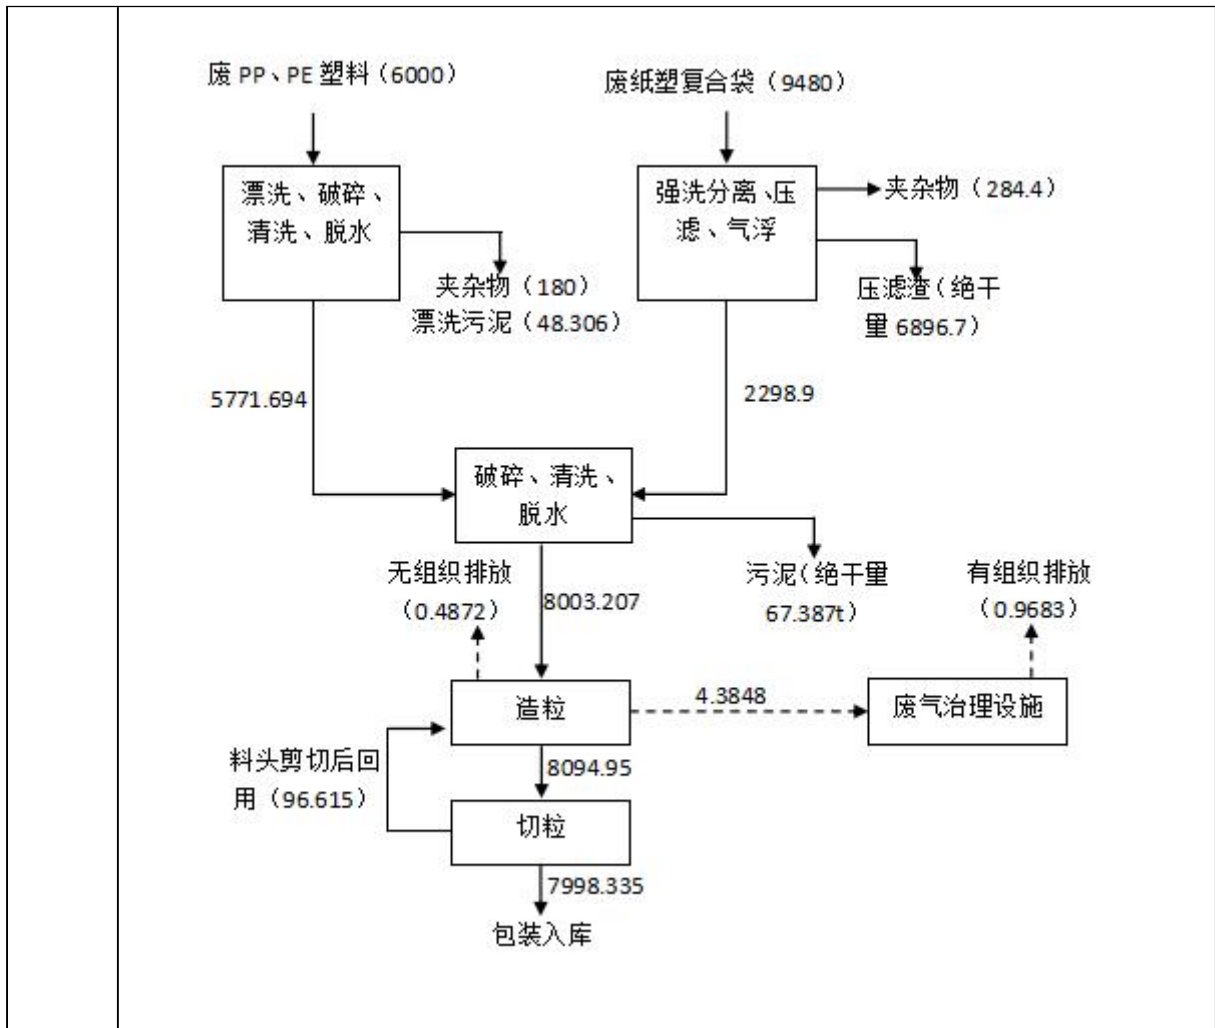 废 PP、PE 塑料（6000）
废纸塑复合袋（9480）
漂洗、破碎、
清洗、脱水
强洗分离、压
滤、气浮
夹杂物（284.4）
夹杂物（180）
漂洗污泥（48.306）
压滤渣（绝干
量 6896.7）
5771.694
2298.9
破碎、清洗、
脱水
无组织排放
（0.4872）
8003.207
污泥（绝干量
67.387t）
有组织排放
（0.9683）
造粒
4.3848
废气治理设施
料头剪切后回
用（96.615）
8094.95
切粒
7998.335
包装入库